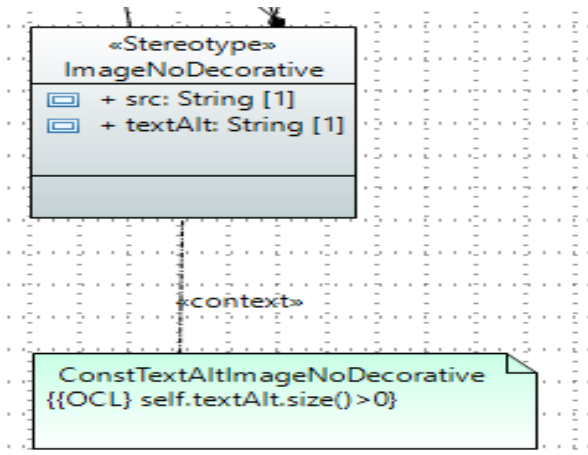 «Stereotype»
ImageNoDecorative
+ src: String [1]
+ textAlt: String [1]
«context»
ConstTextAltImageNoDecorative
{{OCL} self.textAlt.size()>0}